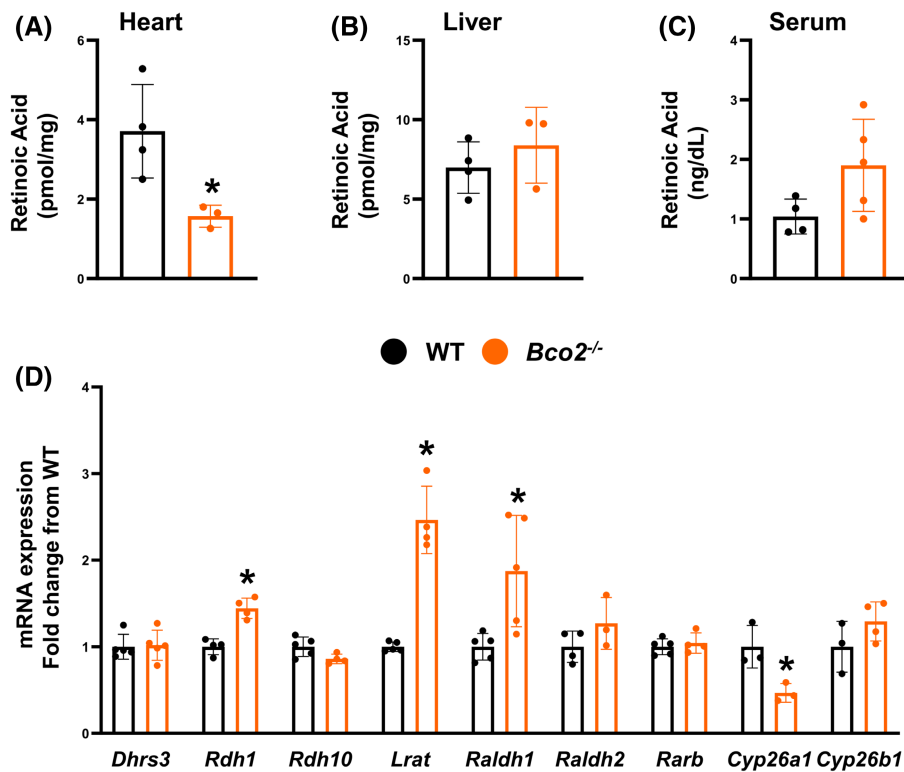 (A) Heart
Retinoic Acid
(pmol/mg)
6
4
2
0
*
(B) Liver
Retinoic Acid
(pmol/mg)
15
10
5
0
(C) Serum
Retinoic Acid
(ng/dL)
4
3
2
1
0
WT Bco2-/-
(D)
mRNA expression
Fold change from WT
4
3
2
1
0
* * * *
Dhrs3 Rdh1 Rdh10 Lrat Raldh1 Raldh2 Rarb Cyp26a1 Cyp26b1